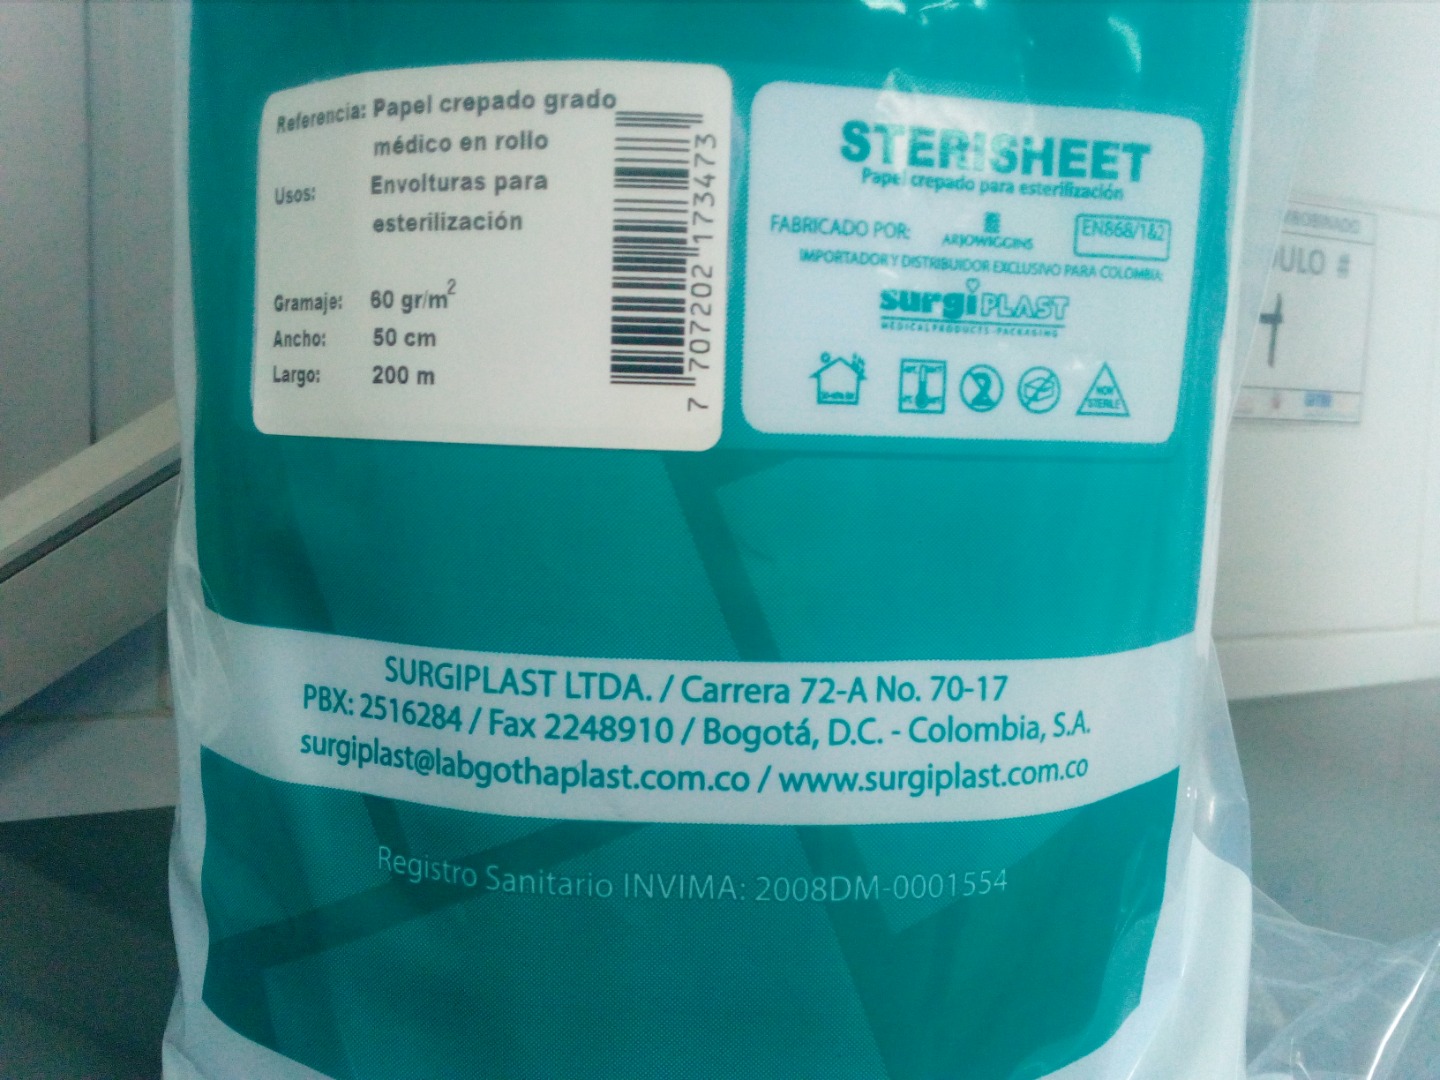 Referencia: Papel crepado grado
médico en rollo
Usos: Envolturas para
esterilización
Gramaje: 60 gr/m²
Ancho: 50 cm
Largo: 200 m
7 707202 173473
STERISHEET
Papel crepado para esterilización
FABRICADO POR: ARJOWIGGINS EN868/1&2
IMPORTADOR Y DISTRIBUIDOR EXCLUSIVO PARA COLOMBIA:
surgiPLAST
MEDICAL PRODUCTS - PACKAGING
NON
STERILE
SURGIPLAST LTDA. / Carrera 72-A No. 70-17
PBX: 2516284 / Fax 2248910 / Bogotá, D.C. - Colombia, S.A.
surgiplast@labgothaplast.com.co / www.surgiplast.com.co
Registro Sanitario INVIMA: 2008DM-0001554